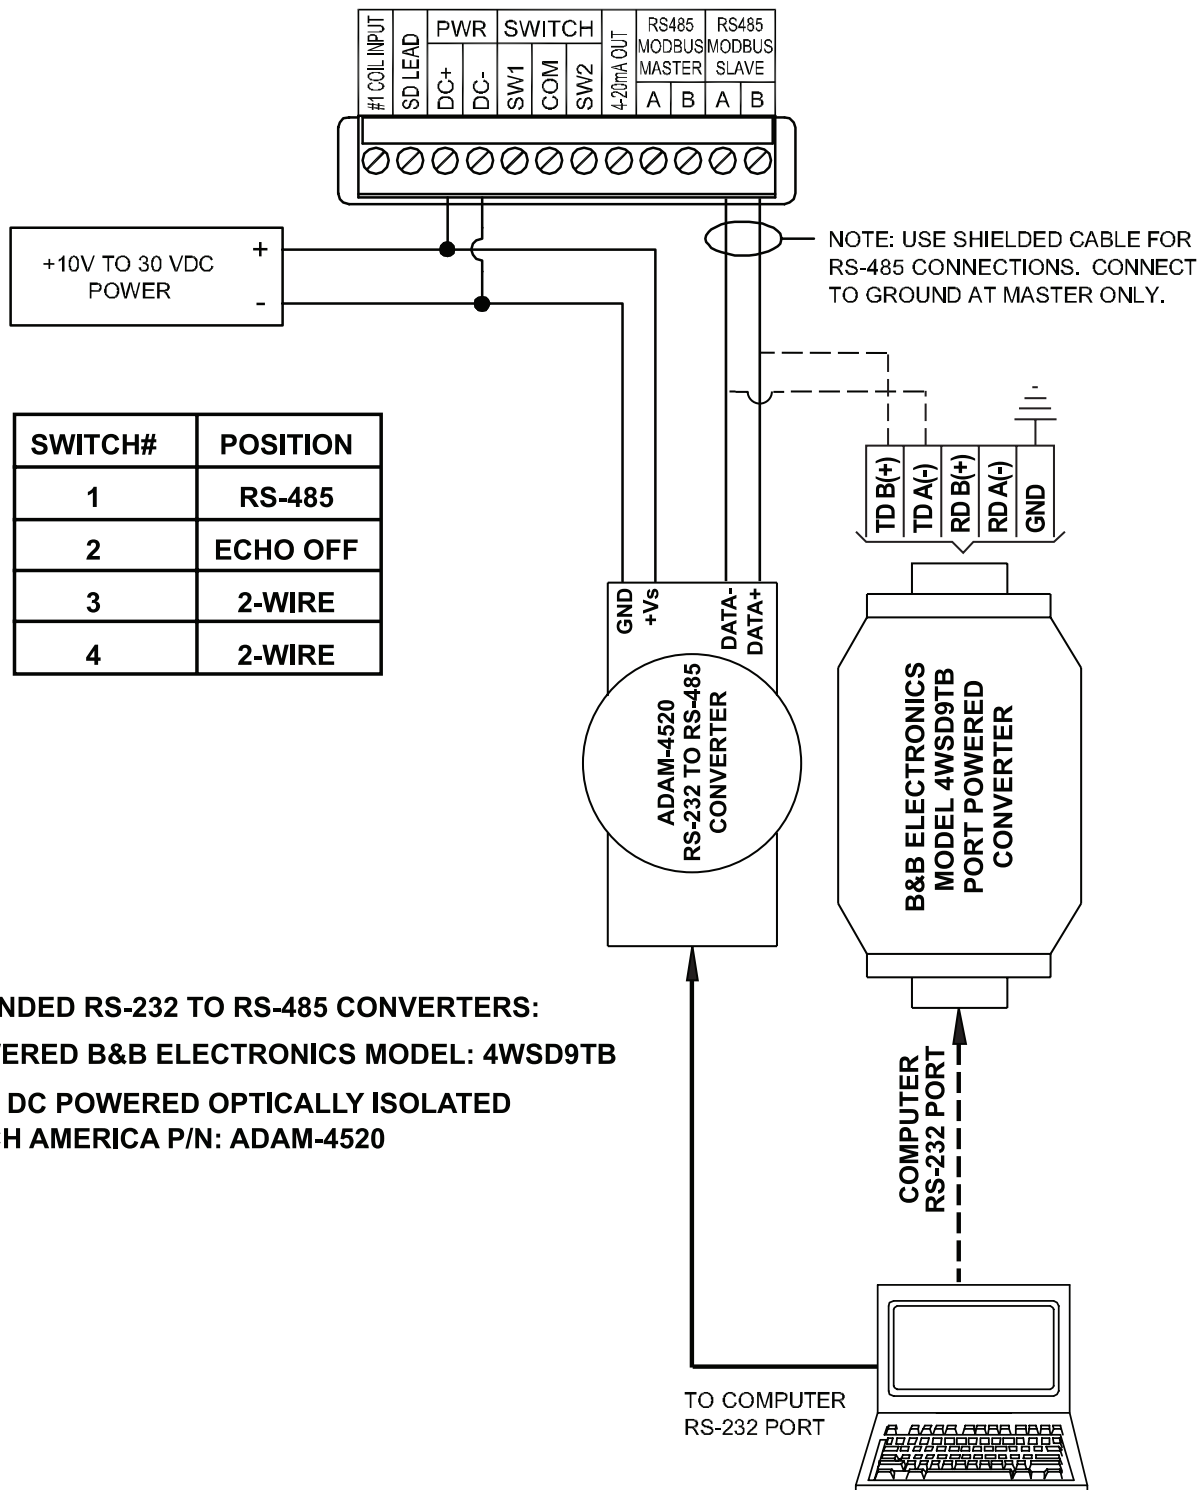 #1 COIL INPUT
SD LEAD
PWR
DC+
DC-
SWITCH
SW1
COM
SW2
4-20mA OUT
RS485
MODBUS
MASTER
A B
RS485
MODBUS
SLAVE
A B
+10V TO 30 VDC
POWER
+
-
NOTE: USE SHIELDED CABLE FOR
RS-485 CONNECTIONS. CONNECT
TO GROUND AT MASTER ONLY.
SWITCH# POSITION
1 RS-485
2 ECHO OFF
3 2-WIRE
4 2-WIRE
TD B(+)
TD A(-)
RD B(+)
RD A(-)
GND
GND
+Vs
DATA-
DATA+
ADAM-4520
RS-232 TO RS-485
CONVERTER
B&B ELECTRONICS
MODEL 4WSD9TB
PORT POWERED
CONVERTER
NDED RS-232 TO RS-485 CONVERTERS:
ERED B&B ELECTRONICS MODEL: 4WSD9TB
DC POWERED OPTICALLY ISOLATED
H AMERICA P/N: ADAM-4520
COMPUTER
RS-232 PORT
TO COMPUTER
RS-232 PORT